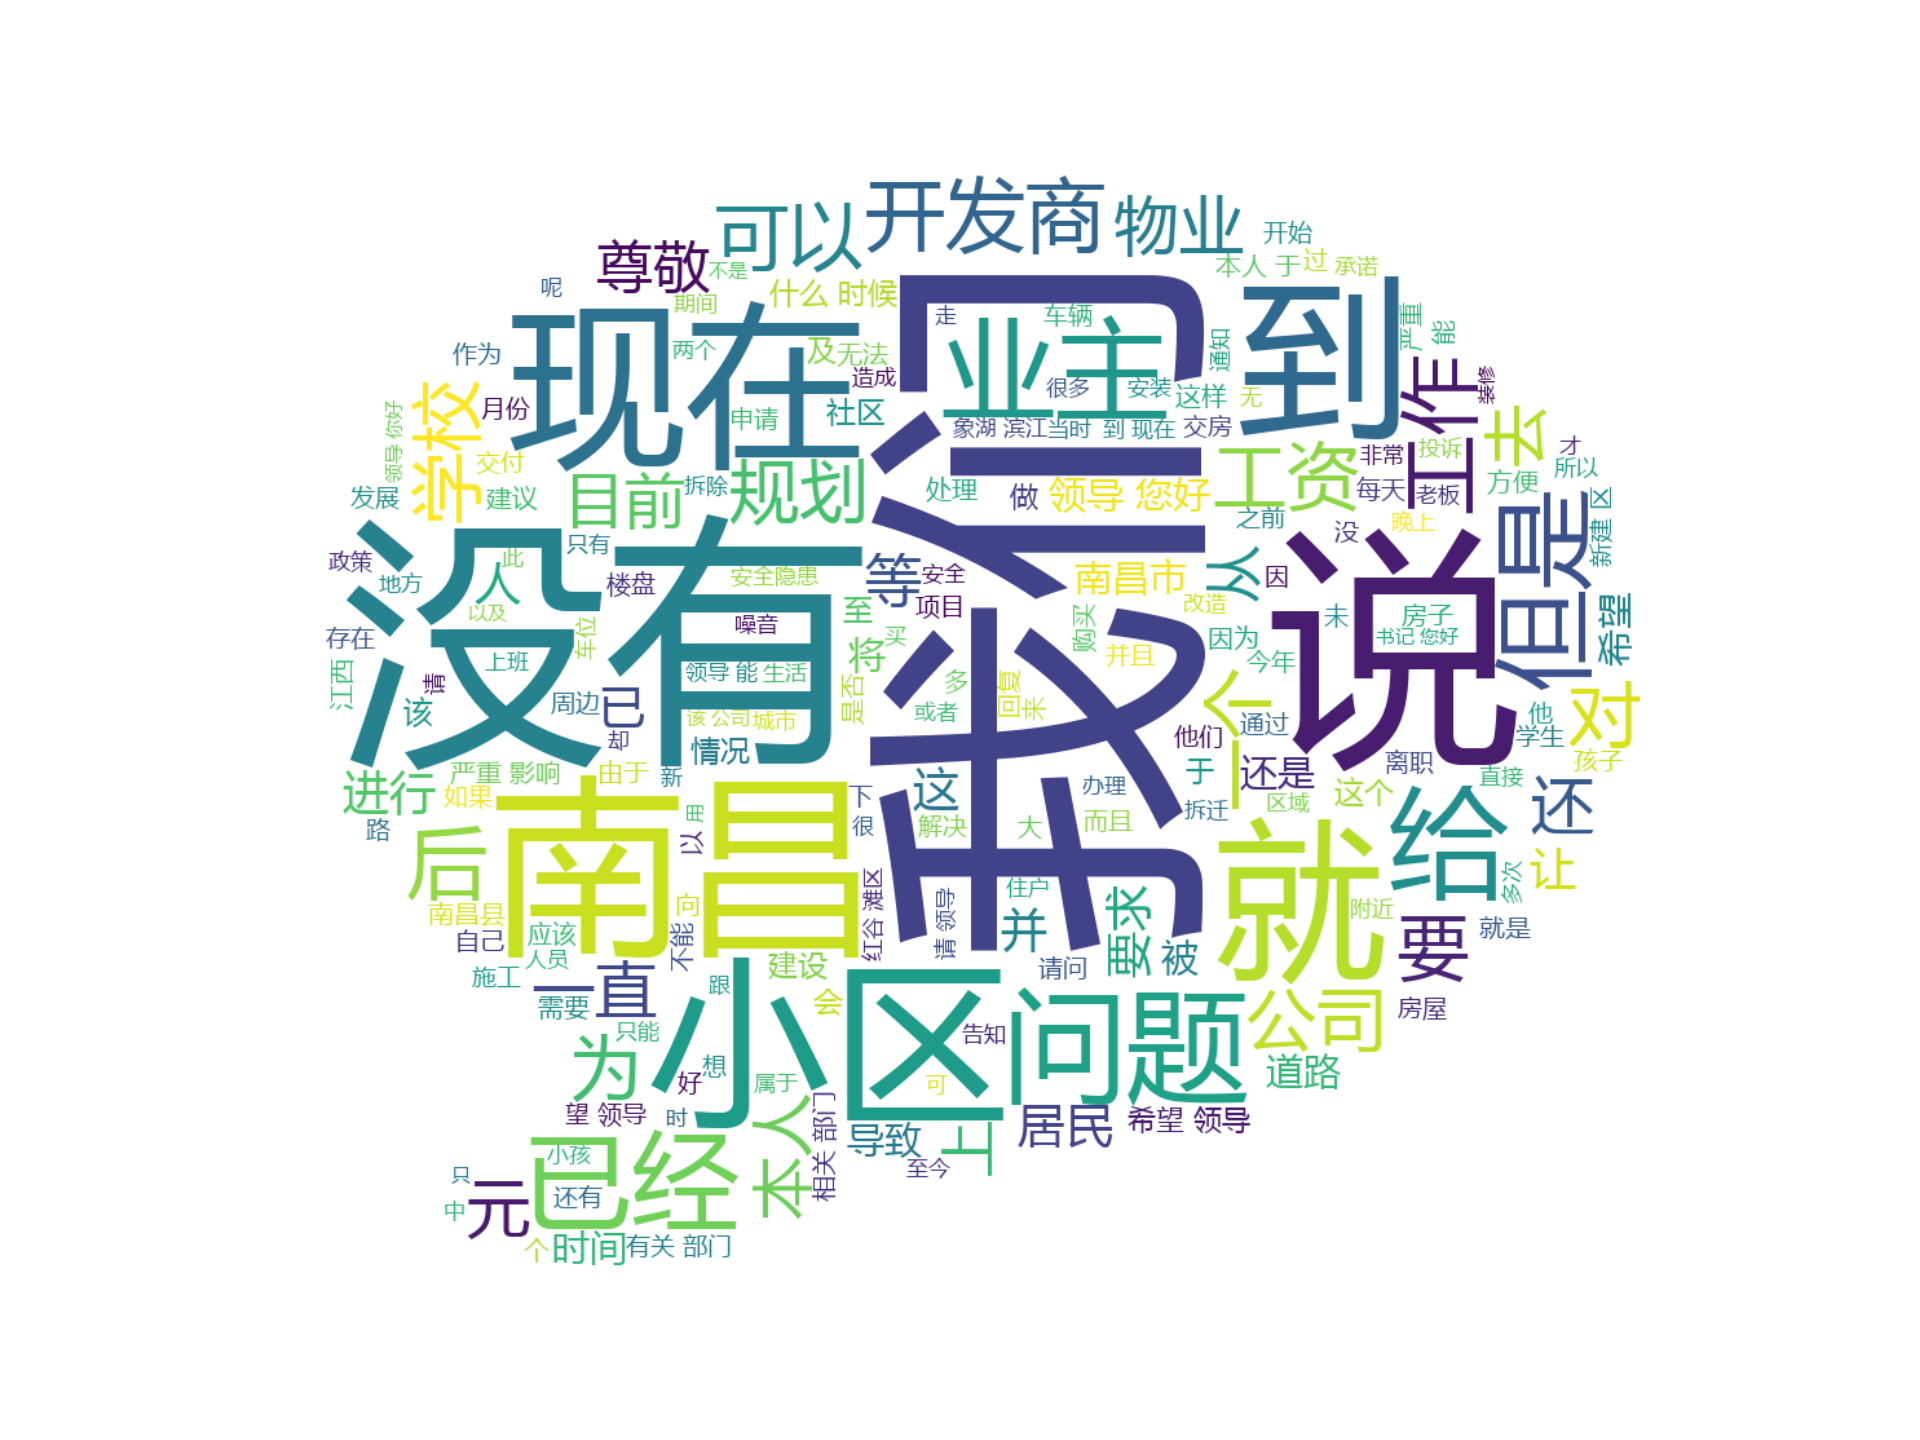 开发商
可以
物业
尊敬
不是
开始
呢
期间
什么 时候
本人 于
过
承诺
现在
我们
到
业主
走
车辆
通知
严重
能
作为
两个
及
无法
造成
很多
安装
这样
无
工作
装修
学校
月份
申请
社区
象湖 滨江
当时
到 现在
交房
去
领导 你好
交付
目前
规划
拆除
处理
做
领导 您好
工资
非常
投诉
才
所以
发展
建议
每天
老板
方便
之前
没
晚上
但是
新建 区
没有
只有
政策
地方
此
人
以及
楼盘
安全隐患
等
安全
项目
南昌市
从
因
说
存在
噪音
至
买
改造
未
房子
书记 您好
希望
江西
请
上班
车位
领导 能
生活
将
购买
并且
因为
今年
该
周边
已
该 公司
城市
是否
多
或者
回复
来
一个
通过
他
对
却
情况
他们
还是
离职
学生
孩子
进行
严重 影响
由于
新
这
办理
于
这个
直接
如果
南昌
用
下
拆迁
区域
给
还
路
以
很
解决
大
而且
就
后
让
多次
南昌县
向
红谷 滩区
请 领导
住户
并
要求
附近
自己
应该
不能
被
要
就是
人员
施工
一直
建设
请问
需要
小区
跟
会
问题
公司
房屋
只能
告知
为
想
道路
好
属于
可
望 领导
时
本人
相关 部门
导致
上
居民
希望 领导
已经
小孩
至今
只
元
还有
中
个
时间
有关 部门